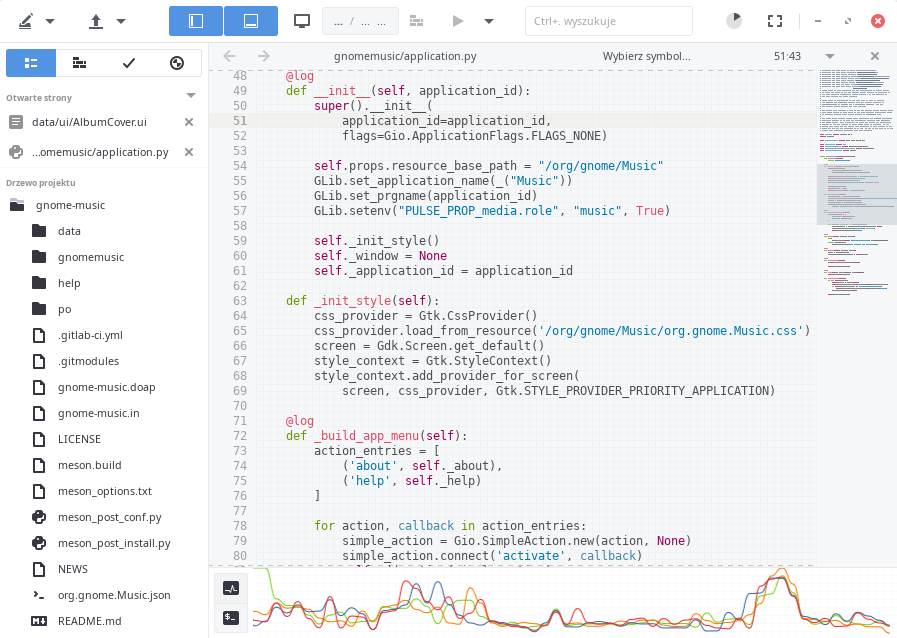 ... / ... ...
Ctrl+. wyszukuje
gnomemusic/application.py
Wybierz symbol...
51:43
Otwarte strony
data/ui/AlbumCover.ui
...omemusic/application.py
Drzewo projektu
gnome-music
data
gnomemusic
help
po
.gitlab-ci.yml
.gitmodules
gnome-music.doap
gnome-music.in
LICENSE
meson.build
meson_options.txt
meson_post_conf.py
meson_post_install.py
NEWS
org.gnome.Music.json
README.md
48     @log
49     def __init__(self, application_id):
50         super().__init__(
51             application_id=application_id,
52             flags=Gio.ApplicationFlags.FLAGS_NONE)
53
54         self.props.resource_base_path = "/org/gnome/Music"
55         GLib.set_application_name(_("Music"))
56         GLib.set_prgname(application_id)
57         GLib.setenv("PULSE_PROP_media.role", "music", True)
58
59         self._init_style()
60         self._window = None
61         self._application_id = application_id
62
63     def _init_style(self):
64         css_provider = Gtk.CssProvider()
65         css_provider.load_from_resource('/org/gnome/Music/org.gnome.Music.css')
66         screen = Gdk.Screen.get_default()
67         style_context = Gtk.StyleContext()
68         style_context.add_provider_for_screen(
69             screen, css_provider, Gtk.STYLE_PROVIDER_PRIORITY_APPLICATION)
70
71     @log
72     def _build_app_menu(self):
73         action_entries = [
74             ('about', self._about),
75             ('help', self._help)
76         ]
77
78         for action, callback in action_entries:
79             simple_action = Gio.SimpleAction.new(action, None)
80             simple_action.connect('activate', callback)